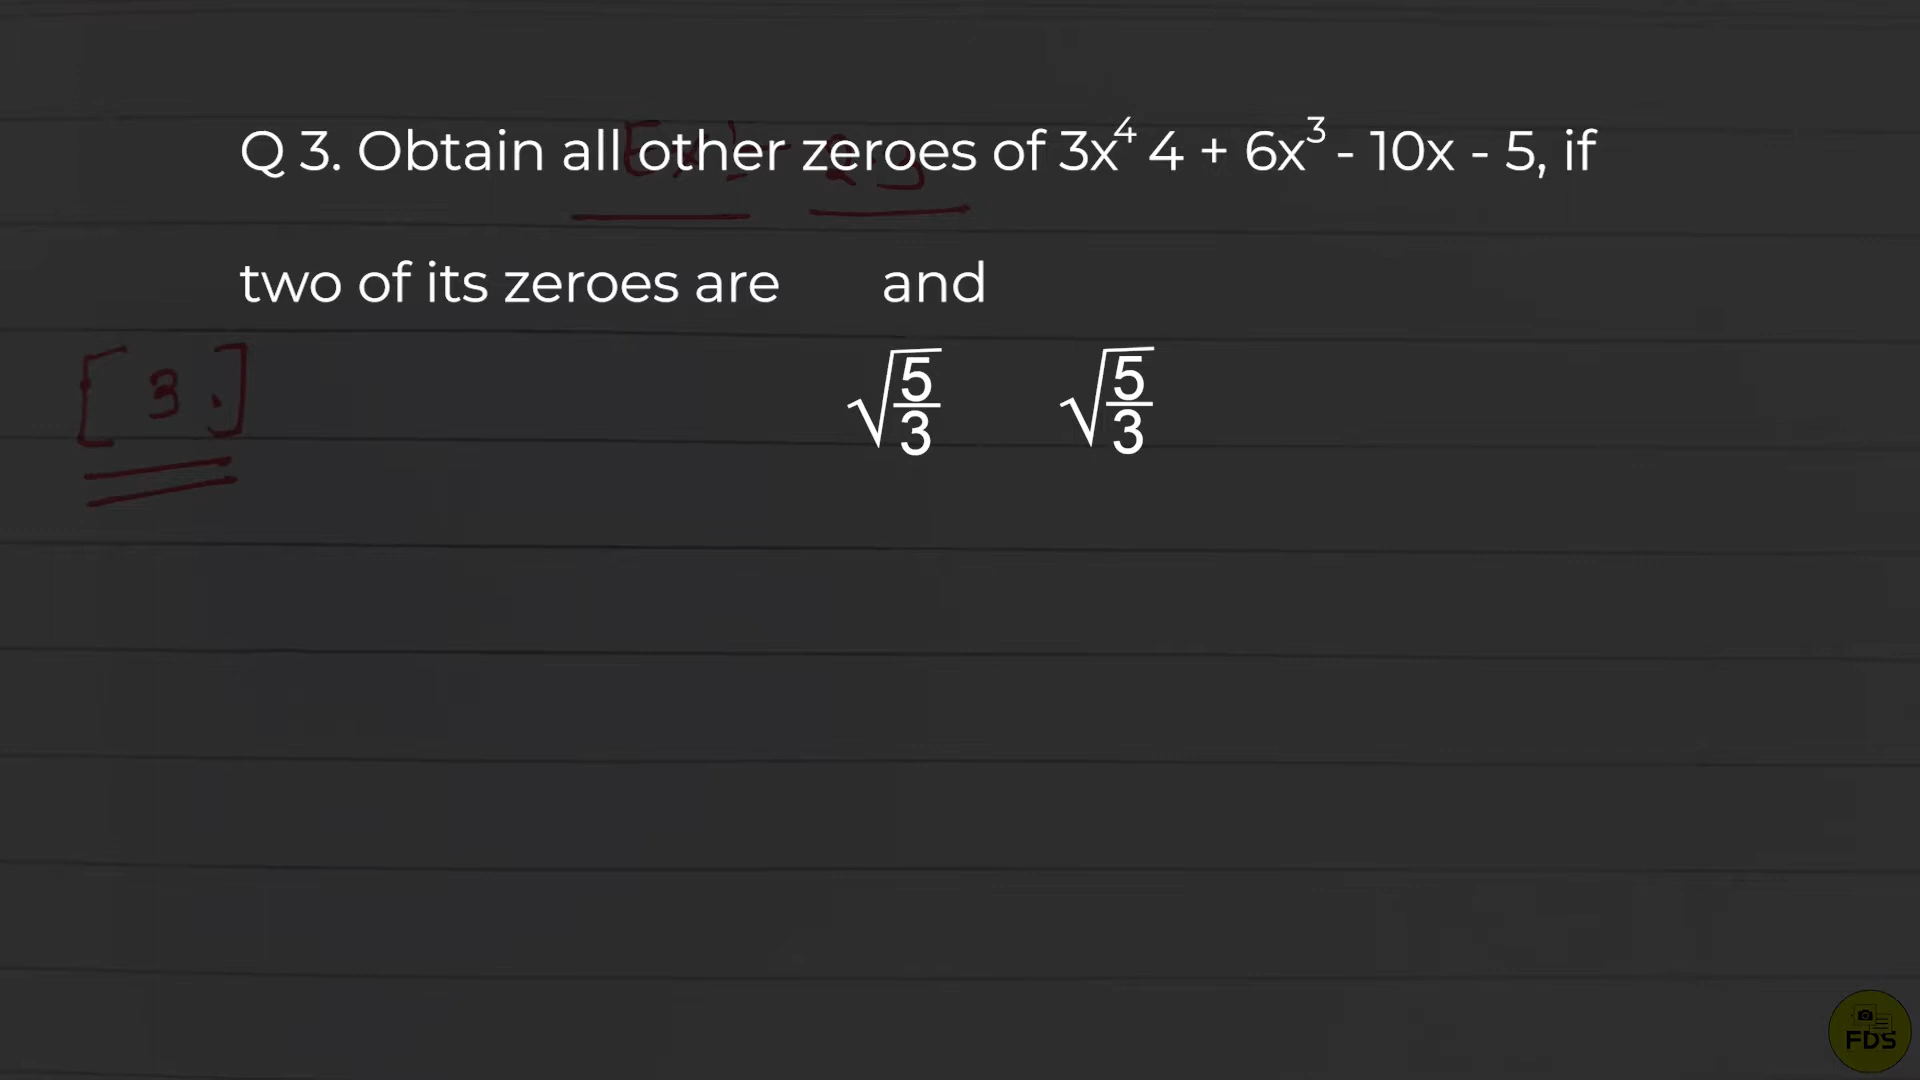 Q 3. Obtain all other zeroes of 3x⁴ 4 + 6x³ - 10x - 5, if
two of its zeroes are and
√5/3 √5/3
[ 3. ]
FDS